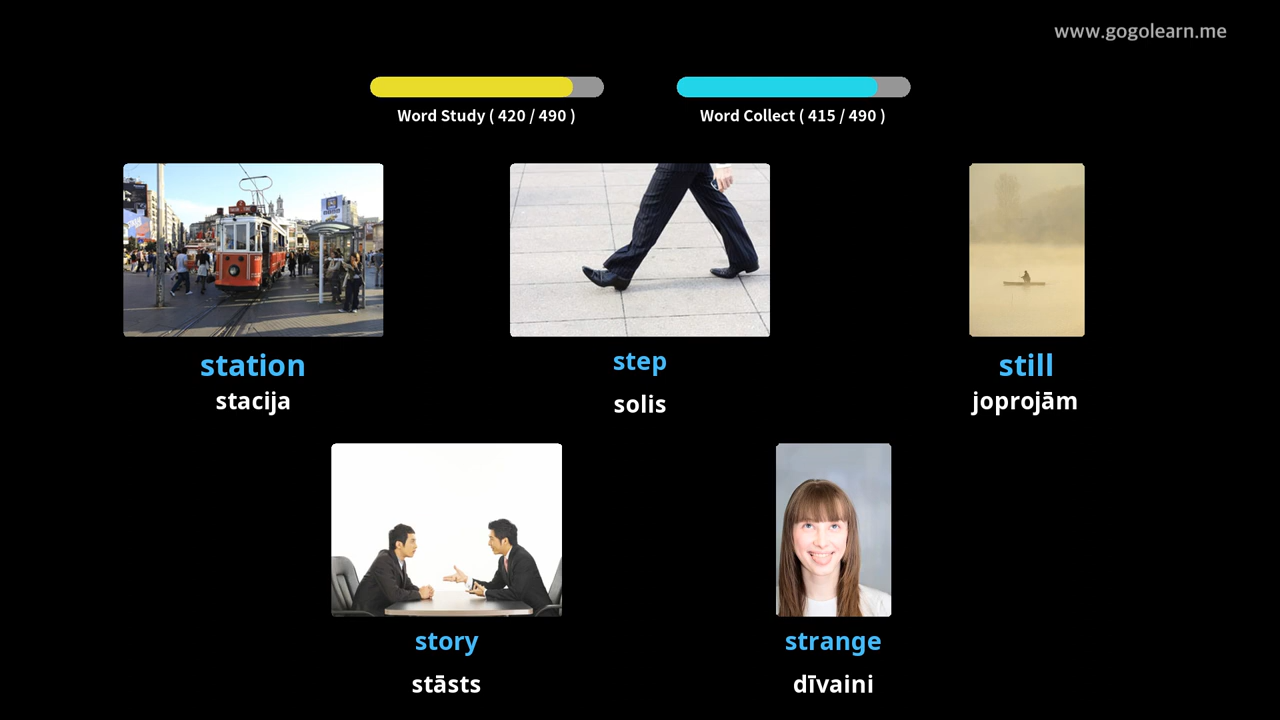 www.gogolearn.me
Word Study ( 420 / 490 )
Word Collect ( 415 / 490 )
station
stacija
step
solis
still
joprojām
story
stāsts
strange
dīvaini